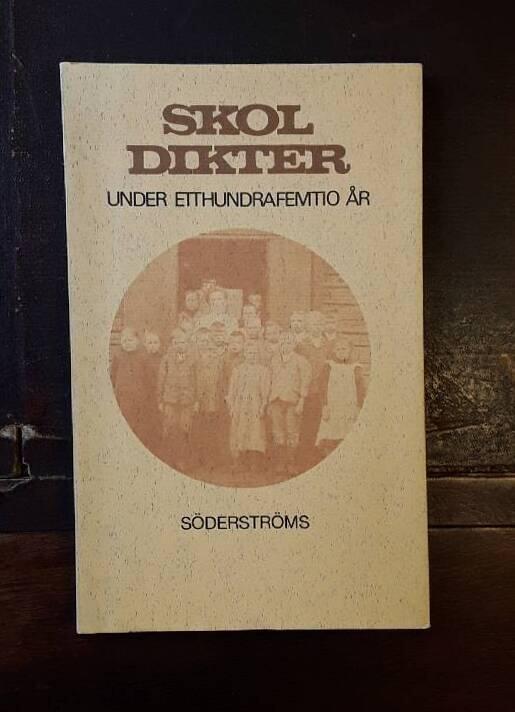 SKOL
DIKTER
UNDER ETTHUNDRAFEMTIO ÅR
SÖDERSTRÖMS